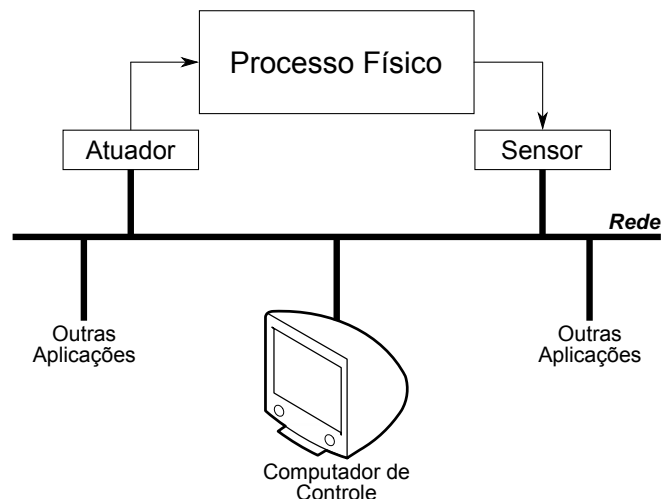 Processo Físico
Atuador
Sensor
Rede
Outras
Aplicações
Outras
Aplicações
Computador de
Controle